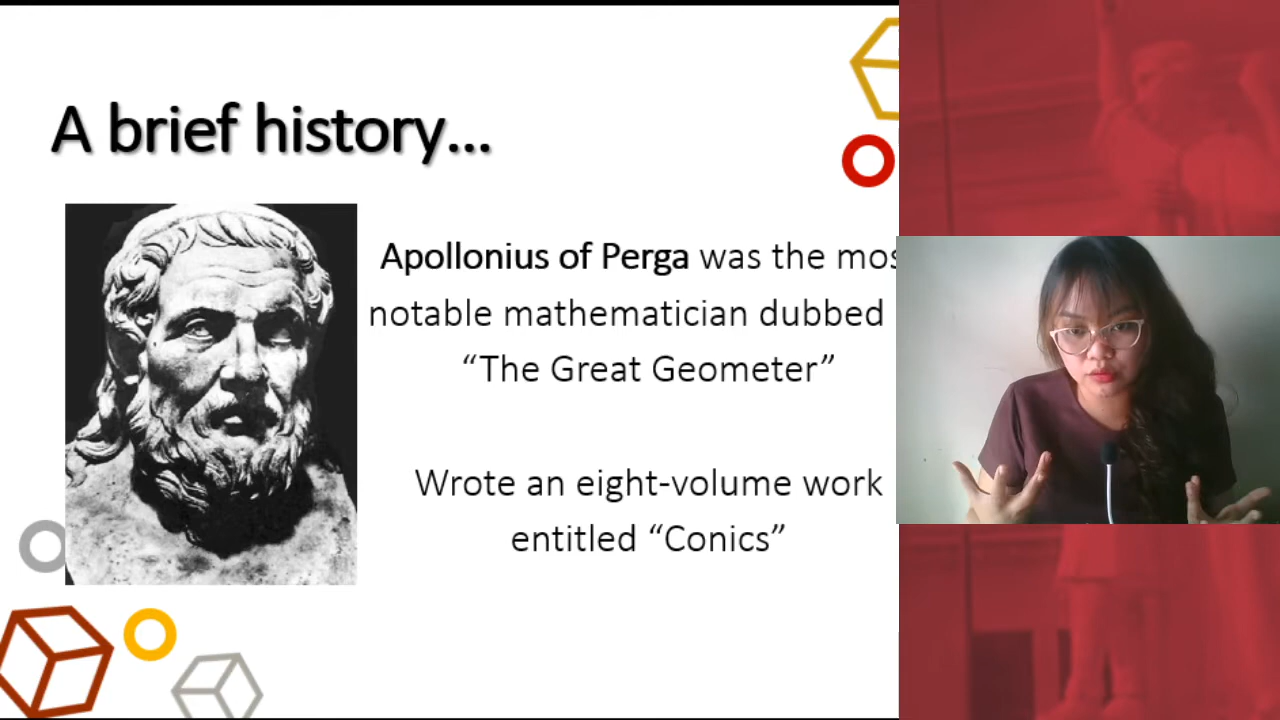 A brief history...
Apollonius of Perga was the mos
notable mathematician dubbed
“The Great Geometer”
Wrote an eight-volume work
entitled “Conics”